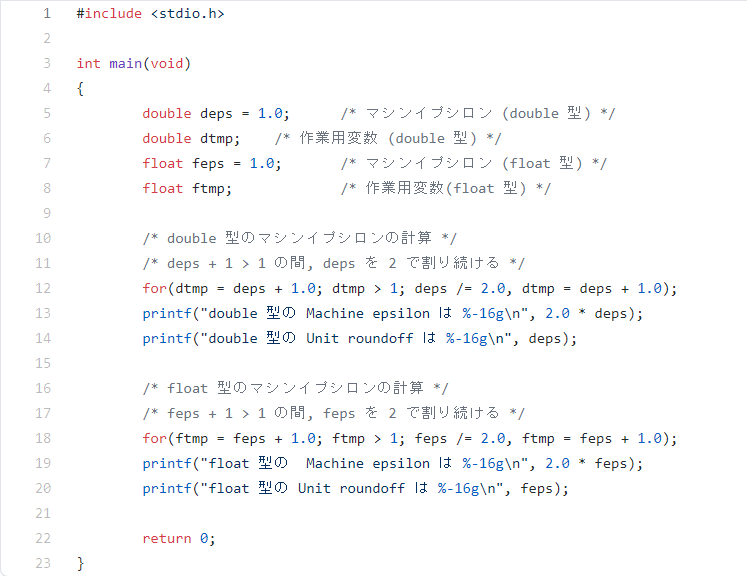 1 #include <stdio.h>
2
3 int main(void)
4 {
5 double deps = 1.0; /* マシンイプシロン (double 型) */
6 double dtmp; /* 作業用変数 (double 型) */
7 float feps = 1.0; /* マシンイプシロン (float 型) */
8 float ftmp; /* 作業用変数(float 型) */
9
10 /* double 型のマシンイプシロンの計算 */
11 /* deps + 1 > 1 の間, deps を 2 で割り続ける */
12 for(dtmp = deps + 1.0; dtmp > 1; deps /= 2.0, dtmp = deps + 1.0);
13 printf("double 型の Machine epsilon は %-16g\n", 2.0 * deps);
14 printf("double 型の Unit roundoff は %-16g\n", deps);
15
16 /* float 型のマシンイプシロンの計算 */
17 /* feps + 1 > 1 の間, feps を 2 で割り続ける */
18 for(ftmp = feps + 1.0; ftmp > 1; feps /= 2.0, ftmp = feps + 1.0);
19 printf("float 型の  Machine epsilon は %-16g\n", 2.0 * feps);
20 printf("float 型の Unit roundoff は %-16g\n", feps);
21
22 return 0;
23 }